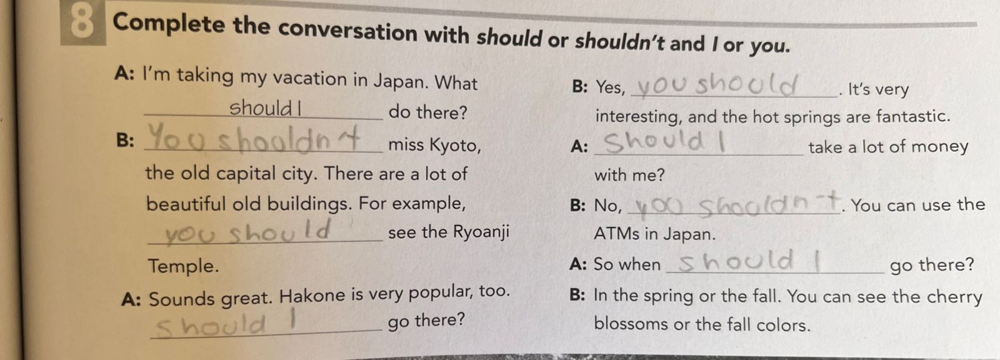 8 Complete the conversation with should or shouldn't and I or you.
A: I'm taking my vacation in Japan. What
should I do there?
B: You shouldn't miss Kyoto,
the old capital city. There are a lot of
beautiful old buildings. For example,
you should see the Ryoanji
Temple.
A: Sounds great. Hakone is very popular, too.
should I go there?
B: Yes, you should. It's very
interesting, and the hot springs are fantastic.
A: Should I take a lot of money
with me?
B: No, you shouldn't. You can use the
ATMs in Japan.
A: So when should I go there?
B: In the spring or the fall. You can see the cherry
blossoms or the fall colors.